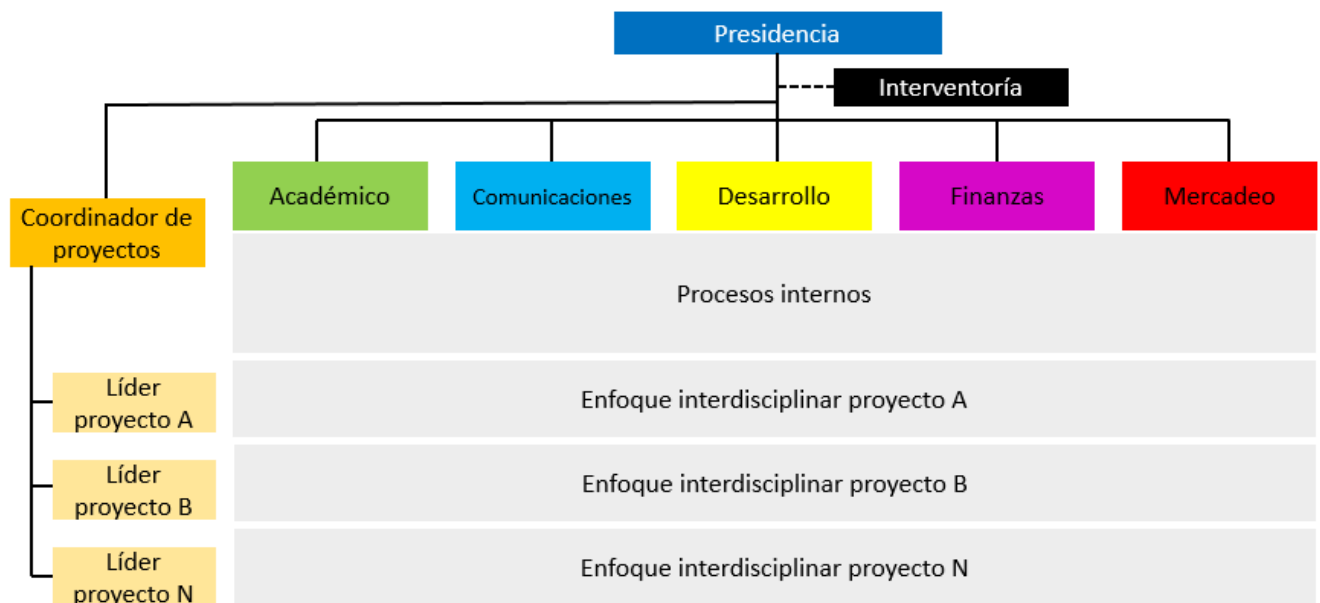 Presidencia
Interventoría
Académico
Comunicaciones
Desarrollo
Finanzas
Mercadeo
Coordinador de
proyectos
Procesos internos
Líder
proyecto A
Enfoque interdisciplinar proyecto A
Líder
proyecto B
Enfoque interdisciplinar proyecto B
Líder
proyecto N
Enfoque interdisciplinar proyecto N